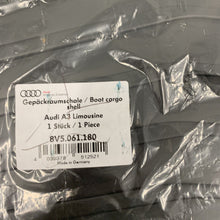 Gepäckraumschale / Boot cargo
shell
Audi A3 Limousine
1 Stück / 1 Piece
8V5.061.180
Made in Germany